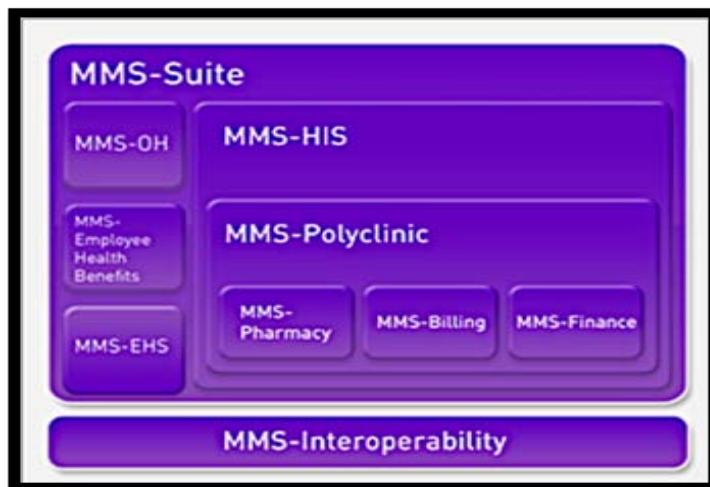 MMS-Suite
MMS-OH
MMS-HIS
MMS-
Employee
Health
Benefits
MMS-Polyclinic
MMS-
Pharmacy
MMS-Billing
MMS-Finance
MMS-EHS
MMS-Interoperability